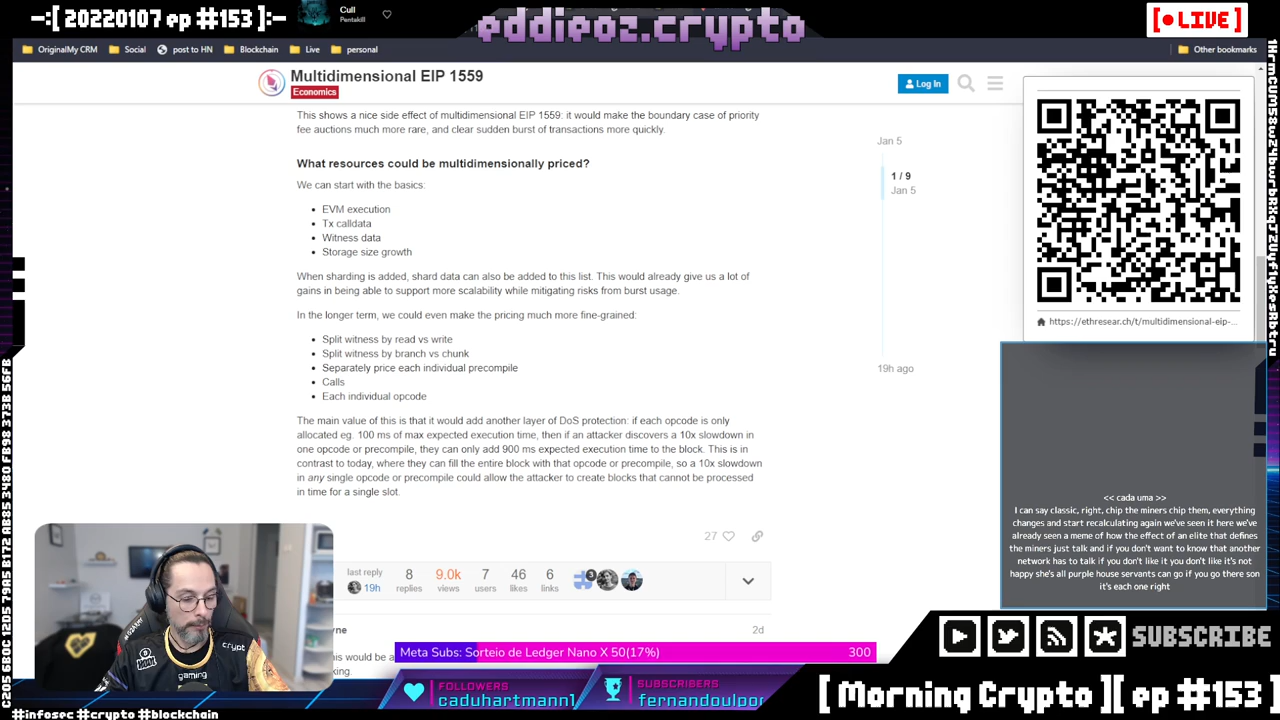 -:[ 20220107 ep #153 ]:-
Cull
Pentakill
eddieoz.crypto
[ ● LIVE ]
OriginalMy CRM
Social
post to HN
Blockchain
Live
personal
Other bookmarks
Multidimensional EIP 1559
Economics
Log In
This shows a nice side effect of multidimensional EIP 1559: it would make the boundary case of priority
fee auctions much more rare, and clear sudden burst of transactions more quickly.
What resources could be multidimensionally priced?
We can start with the basics:
• EVM execution
• Tx calldata
• Witness data
• Storage size growth
When sharding is added, shard data can also be added to this list. This would already give us a lot of
gains in being able to support more scalability while mitigating risks from burst usage.
In the longer term, we could even make the pricing much more fine-grained:
• Split witness by read vs write
• Split witness by branch vs chunk
• Separately price each individual precompile
• Calls
• Each individual opcode
The main value of this is that it would add another layer of DoS protection: if each opcode is only
allocated eg. 100 ms of max expected execution time, then if an attacker discovers a 10x slowdown in
one opcode or precompile, they can only add 900 ms expected execution time to the block. This is in
contrast to today, where they can fill the entire block with that opcode or precompile, so a 10x slowdown
in any single opcode or precompile could allow the attacker to create blocks that cannot be processed
in time for a single slot.
27
last reply
19h
8
replies
9.0k
views
7
users
46
likes
6
links
3
2d
Jan 5
1 / 9
Jan 5
19h ago
https://ethresear.ch/t/multidimensional-eip-...
<< cada uma >>
I can say classic, right, chip the miners chip them, everything
changes and start recalculating again we've seen it here we've
already seen a meme of how the effect of an elite that defines
the miners just talk and if you don't want to know that another
network has to talk if you don't like it you don't like it's not
happy she's all purple house servants can go if you go there son
it's each one right
SUBSCRIBE
Meta Subs: Sorteio de Ledger Nano X 50(17%)
300
FOLLOWERS
caduhartmann1
SUBSCRIBERS
fernandoulpor
[ Morning Crypto ][ ep #153 ]
#infosec #crypto #blockchain